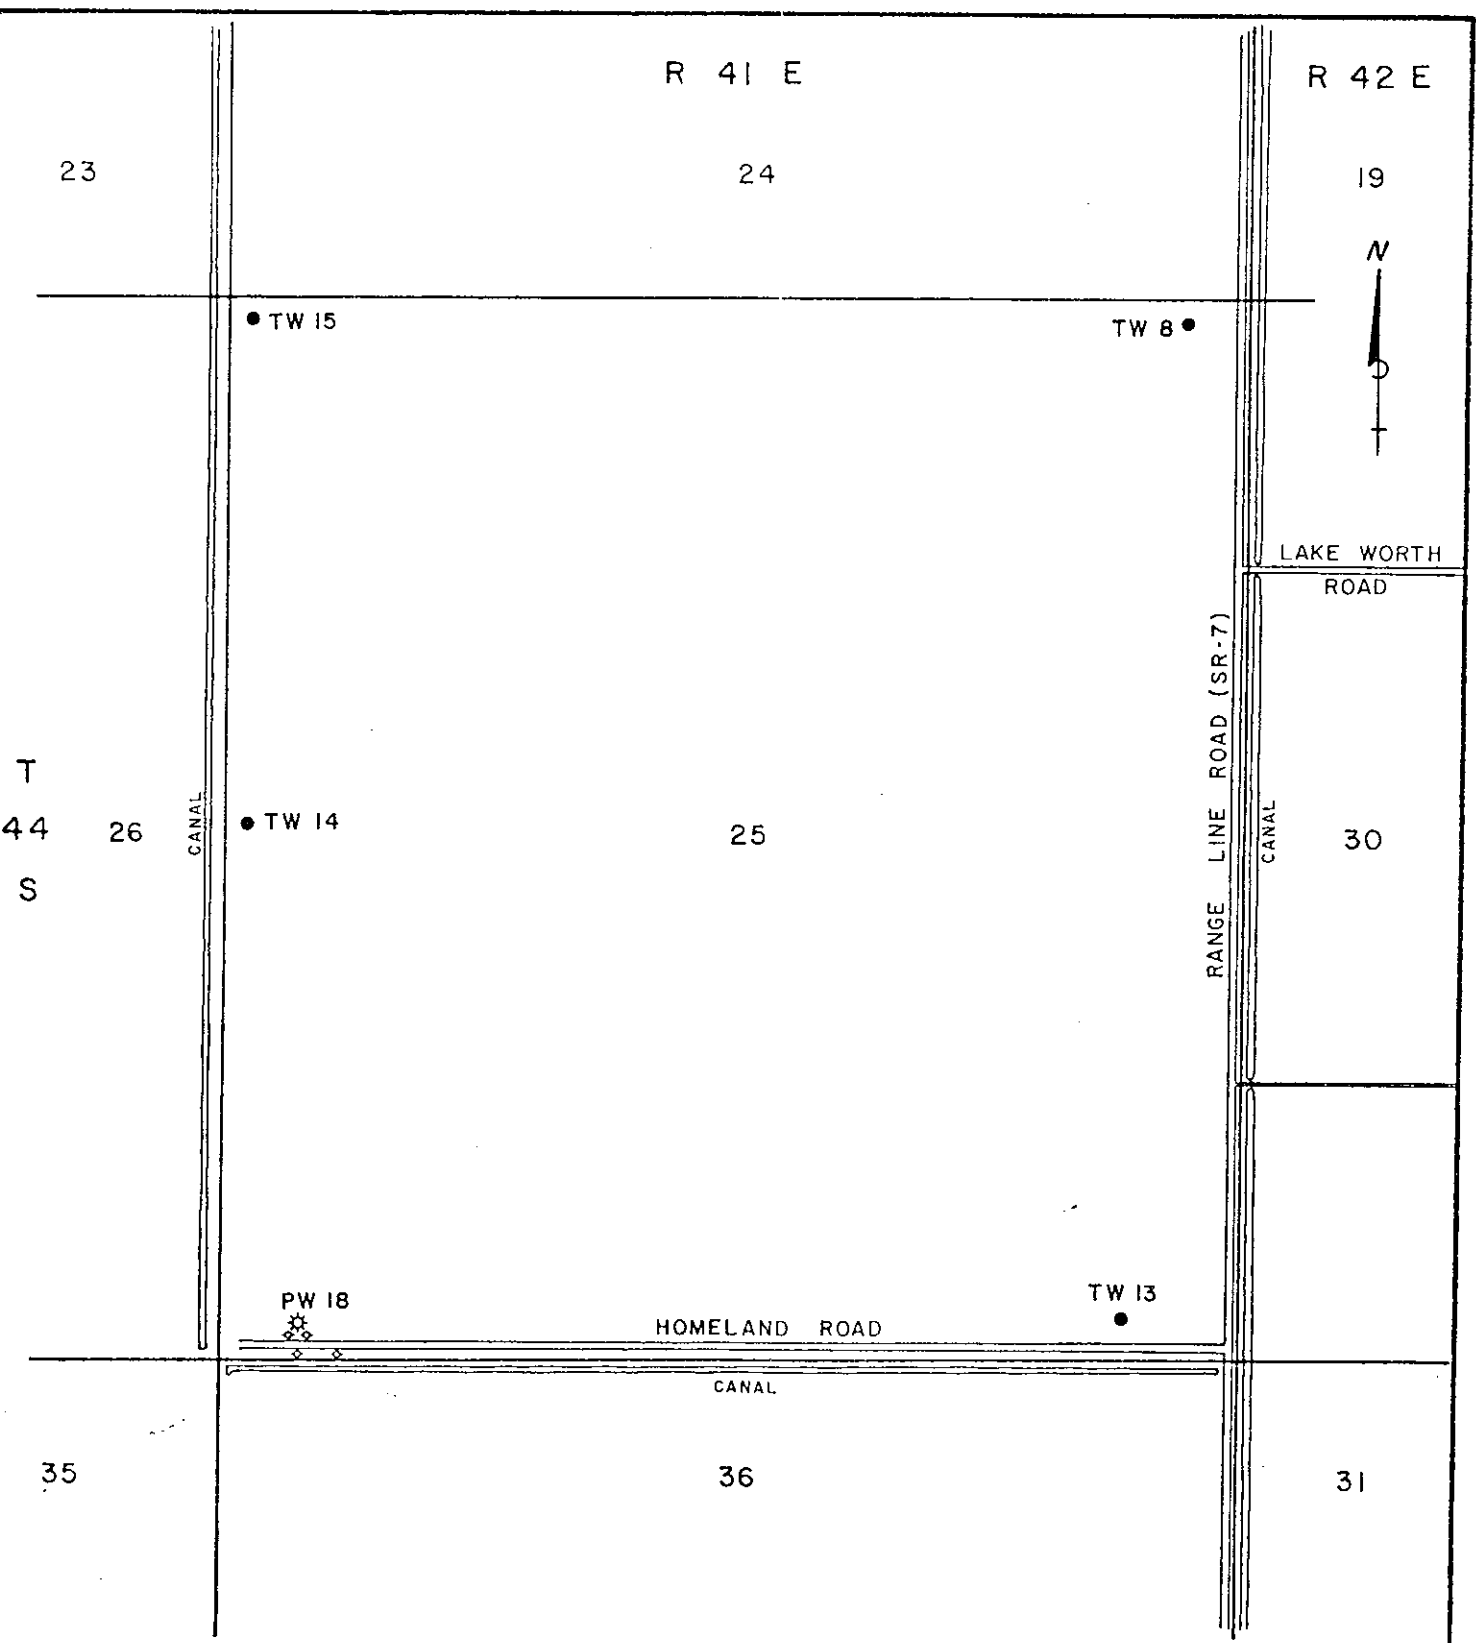 R 41 E
R 42 E
23
24
19
N
TW 15
TW 8
LAKE WORTH
ROAD
RANGE LINE ROAD (SR-7)
T
44
S
26
CANAL
TW 14
25
CANAL
30
PW 18
TW 13
HOMELAND ROAD
CANAL
35
36
31